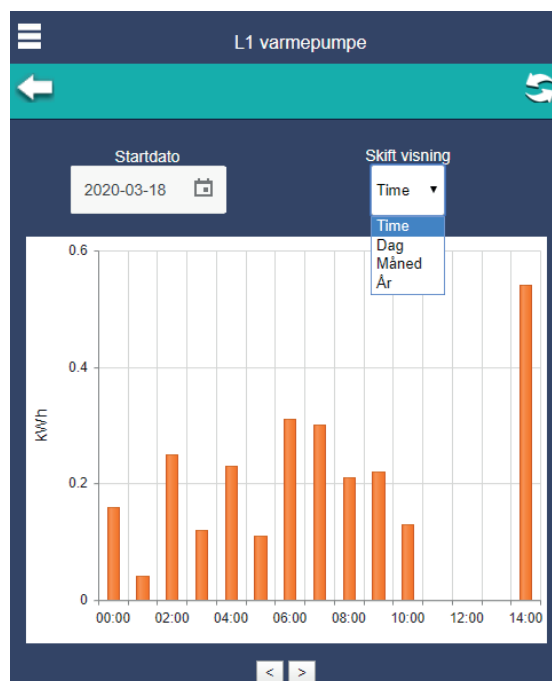 L1 varmepumpe
Startdato
Skift visning
2020-03-18
Time
Time
Dag
Måned
År
0.6
0.4
kWh
0.2
0
00:00 02:00 04:00 06:00 08:00 10:00 12:00 14:00
< >